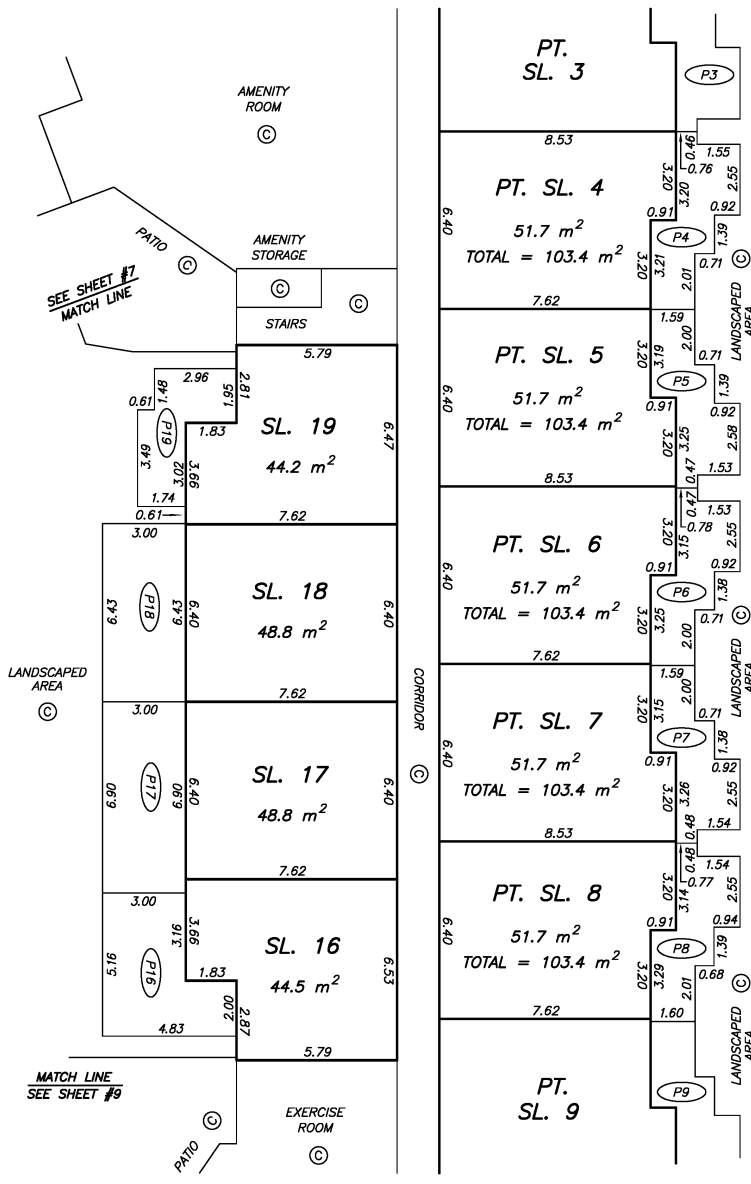 PT.
SL. 3
P3
AMENITY
ROOM
C
8.53
0.46
1.55
0.76
3.20
3.20
2.55
PT. SL. 4
51.7 m²
TOTAL = 103.4 m²
6.40
0.91
0.92
P4
1.39
3.20
3.21
0.71
2.01
C
LANDSCAPED
AREA
PATIO
C
AMENITY
STORAGE
C
C
STAIRS
SEE SHEET #7
MATCH LINE
7.62
1.59
5.79
2.96
2.81
1.95
1.48
0.61
P19
1.83
3.49
3.02
3.66
1.74
0.61
SL. 19
44.2 m²
6.47
7.62
PT. SL. 5
51.7 m²
TOTAL = 103.4 m²
6.40
3.20
3.19
2.00
0.71
P5
1.39
0.91
0.92
3.20
3.25
2.58
0.47
1.53
8.53
3.00
P18
6.43
6.43
6.40
SL. 18
48.8 m²
6.40
7.62
PT. SL. 6
51.7 m²
TOTAL = 103.4 m²
6.40
0.47
1.53
0.78
3.20
3.15
2.55
0.91
0.92
P6
1.38
3.20
3.25
0.71
2.00
C
LANDSCAPED
AREA
7.62
1.59
LANDSCAPED
AREA
C
CORRIDOR
C
3.00
P17
6.90
6.90
6.40
SL. 17
48.8 m²
6.40
7.62
PT. SL. 7
51.7 m²
TOTAL = 103.4 m²
6.40
3.20
3.15
2.00
0.71
P7
1.38
0.91
0.92
3.20
3.26
2.55
0.48
1.54
8.53
3.00
P16
5.16
3.16
3.66
1.83
2.00
2.87
4.83
SL. 16
44.5 m²
6.53
5.79
PT. SL. 8
51.7 m²
TOTAL = 103.4 m²
6.40
0.48
1.54
0.77
3.20
3.14
2.55
0.91
0.94
P8
1.39
3.20
3.29
0.68
2.01
C
LANDSCAPED
AREA
7.62
1.60
MATCH LINE
SEE SHEET #9
PATIO
C
EXERCISE
ROOM
C
PT.
SL. 9
P9